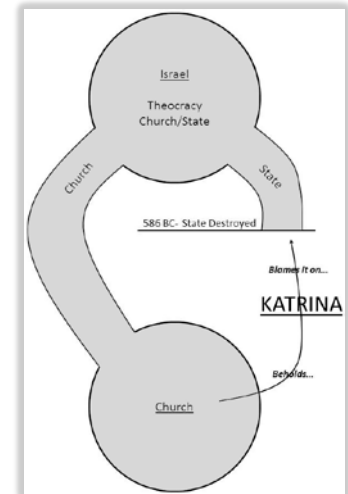 Israel
Theocracy
Church/State
Church
State
586 BC- State Destroyed
Blames it on...
KATRINA
Beholds...
Church